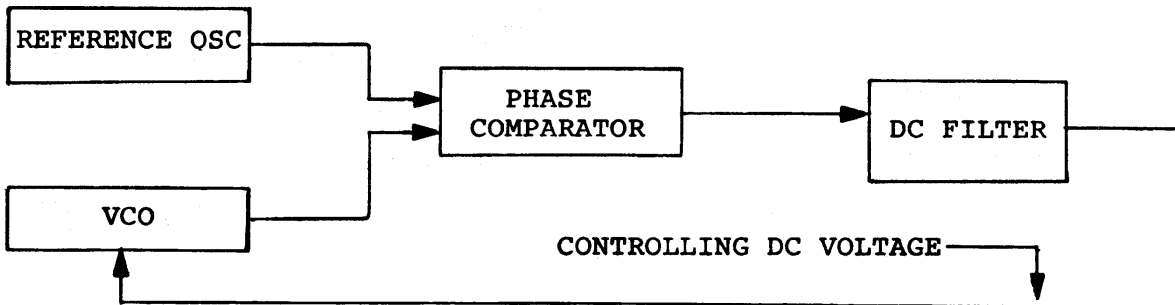 REFERENCE OSC
PHASE
COMPARATOR
DC FILTER
VCO
CONTROLLING DC VOLTAGE